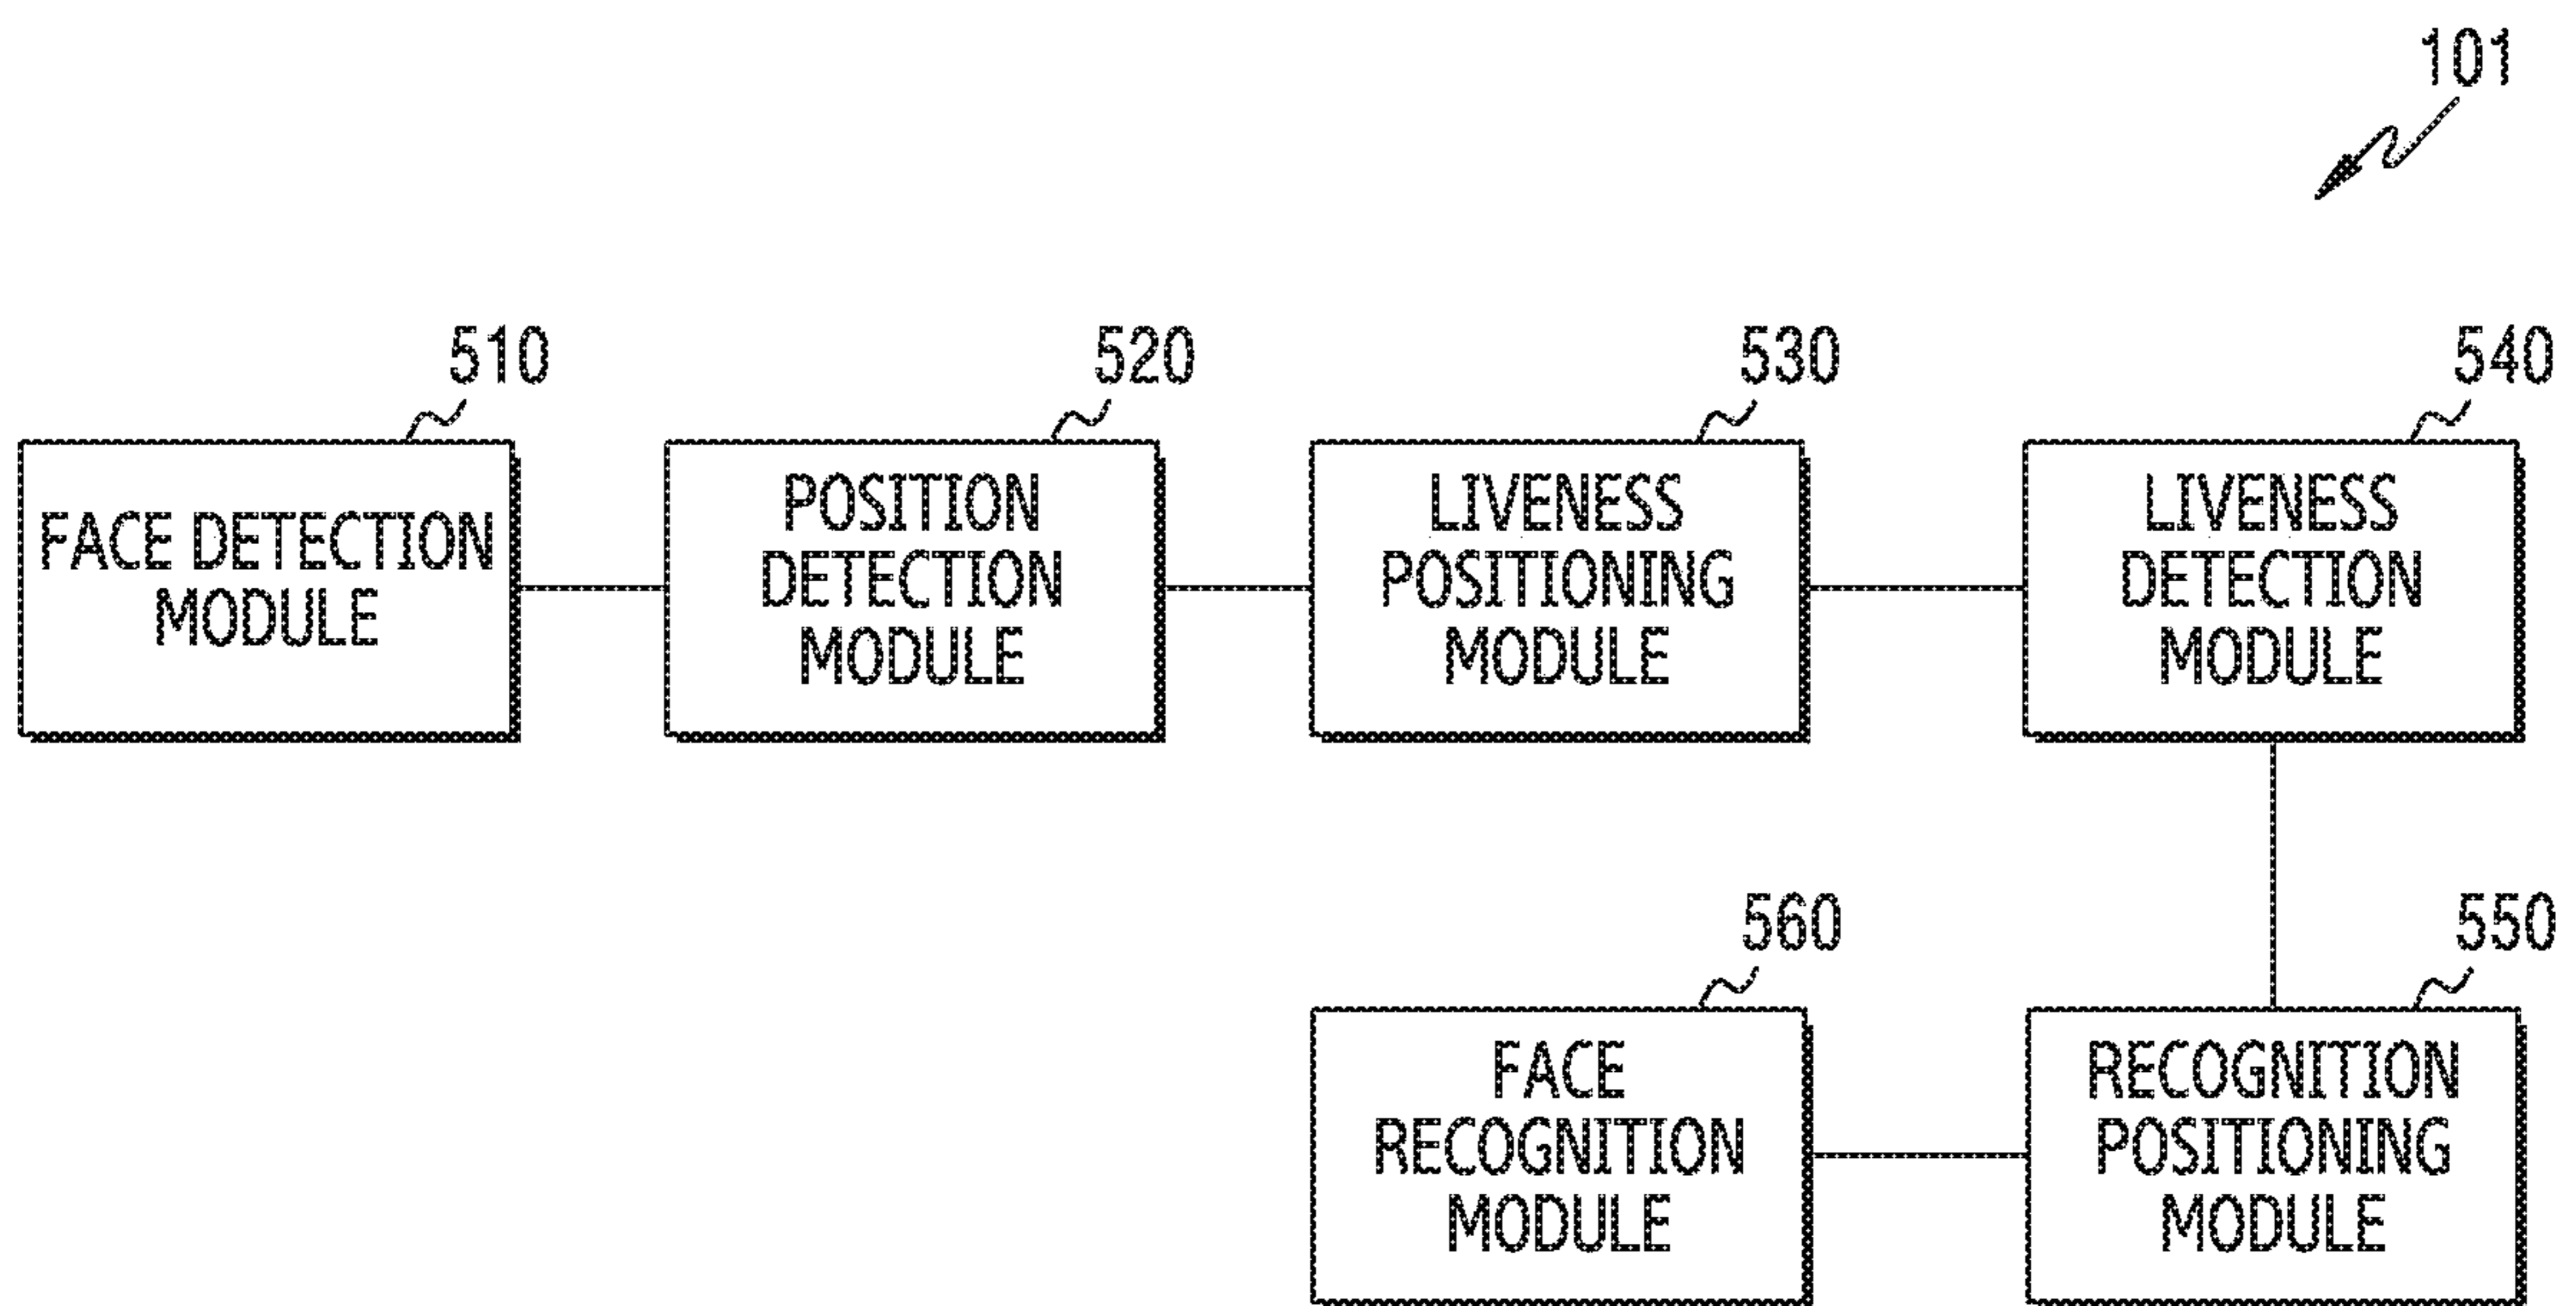 101
510
520
530
540
FACE DETECTION
MODULE
POSITION
DETECTION
MODULE
LIVENESS
POSITIONING
MODULE
LIVENESS
DETECTION
MODULE
560
550
FACE
RECOGNITION
MODULE
RECOGNITION
POSITIONING
MODULE